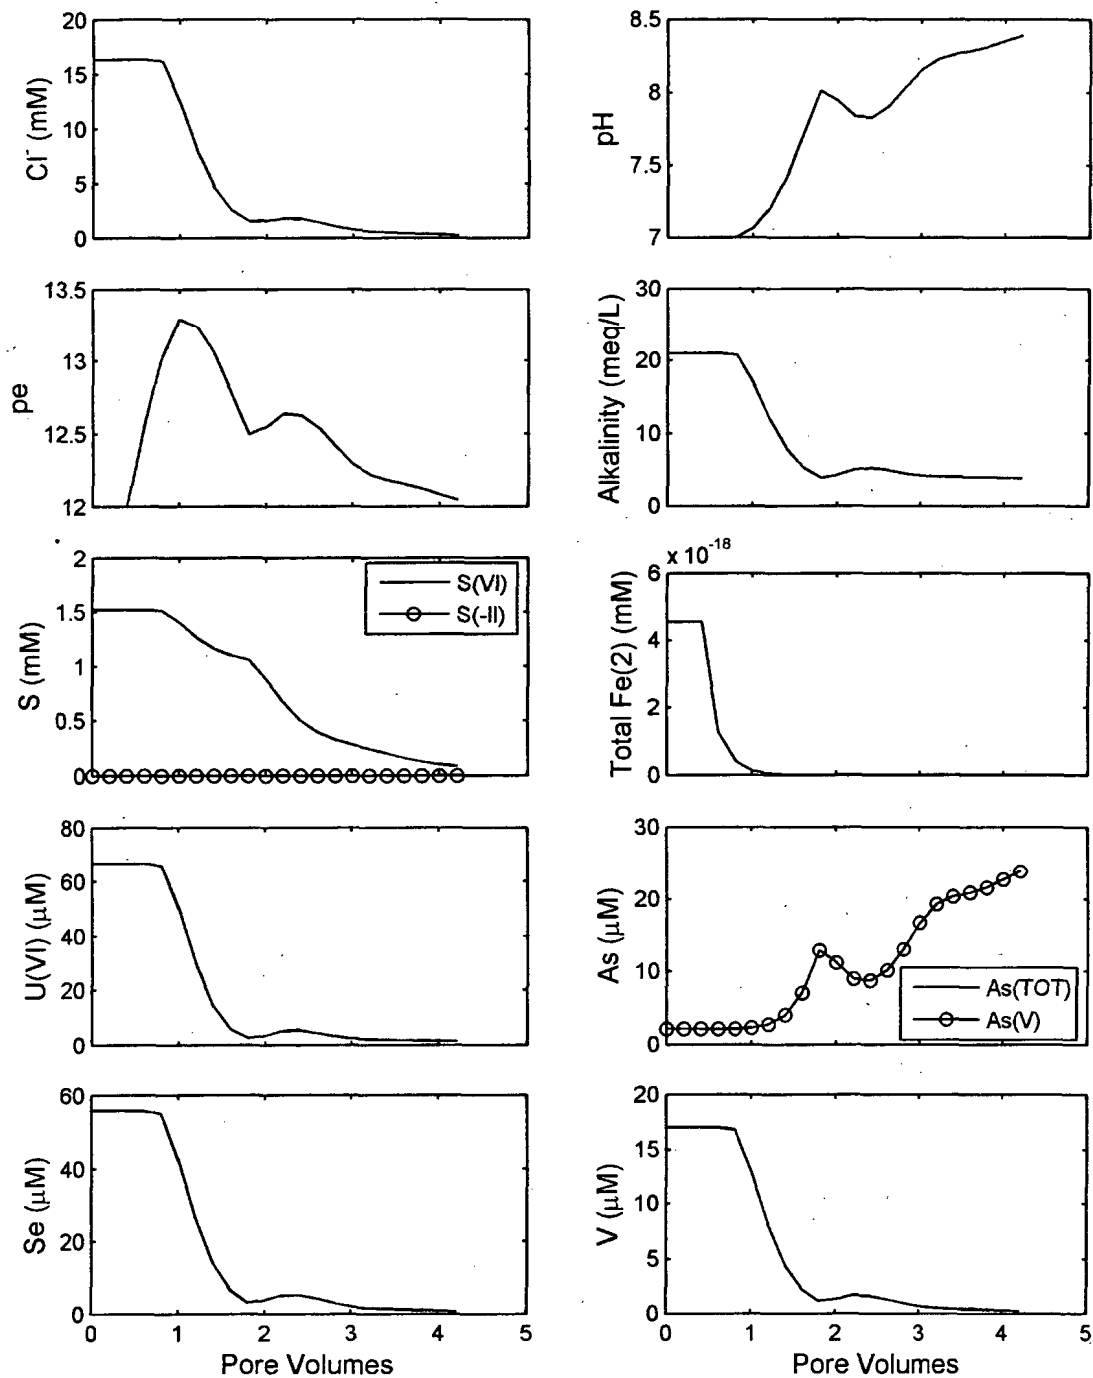 20
15
10
5
0
Cl- (mM)
8.5
8
7.5
7
pH
13.5
13
12.5
12
pe
30
20
10
0
Alkalinity (meq/L)
2
1.5
1
0.5
0
S (mM)
S(VI)
S(-II)
x 10-18
6
4
2
0
Total Fe(2) (mM)
80
60
40
20
0
U(VI) (μM)
30
20
10
0
As (μM)
As(TOT)
As(V)
60
40
20
0
Se (μM)
0 1 2 3 4 5
Pore Volumes
20
15
10
5
0
V (μM)
0 1 2 3 4 5
Pore Volumes